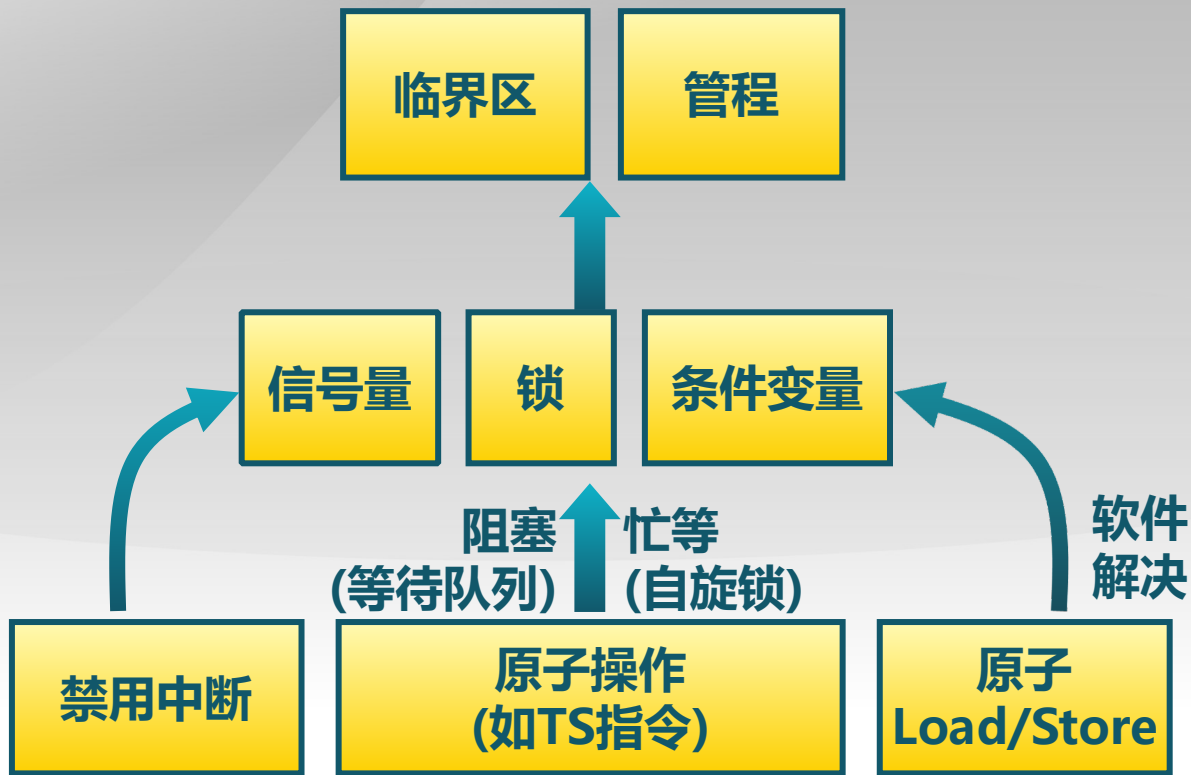 临界区
管程
信号量
锁
条件变量
阻塞
(等待队列)
忙等
(自旋锁)
软件
解决
禁用中断
原子操作
(如TS指令)
原子
Load/Store